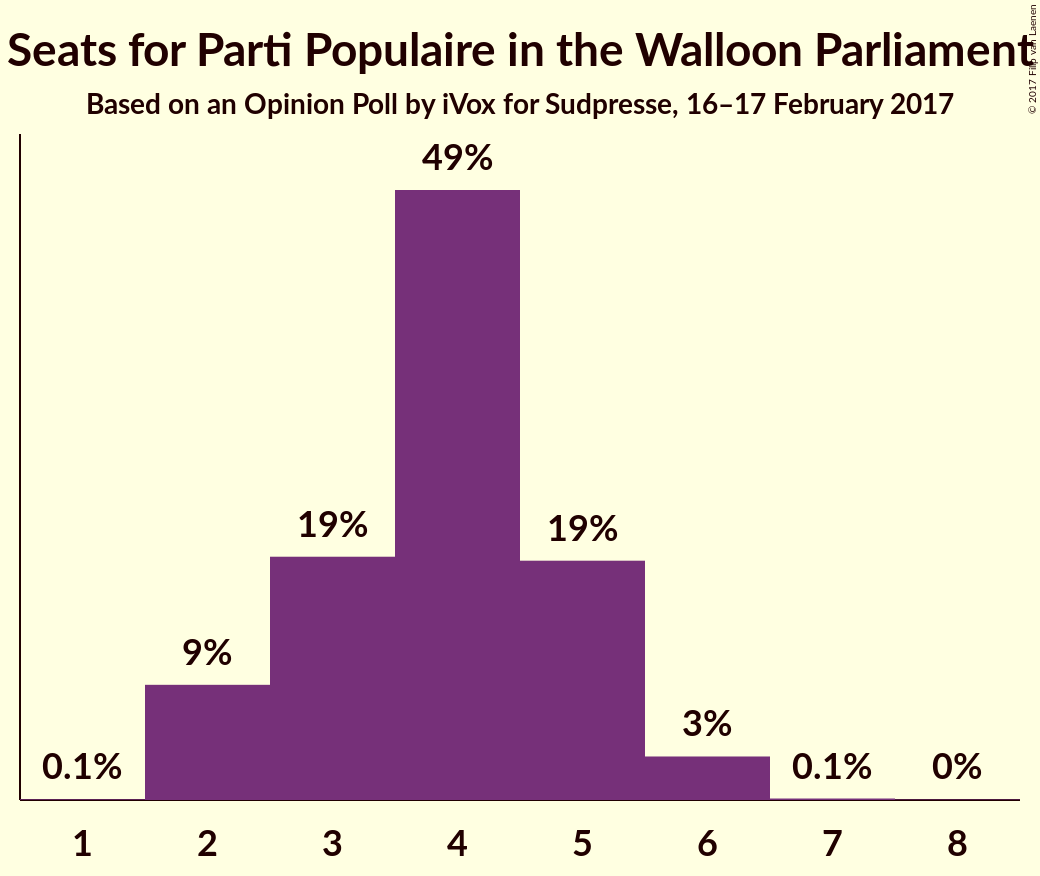 Seats for Parti Populaire in the Walloon Parliament
Based on an Opinion Poll by iVox for Sudpresse, 16–17 February 2017
© 2017 Filip van Laenen
49%
19%
19%
9%
3%
0.1%
0.1%
0%
1 2 3 4 5 6 7 8